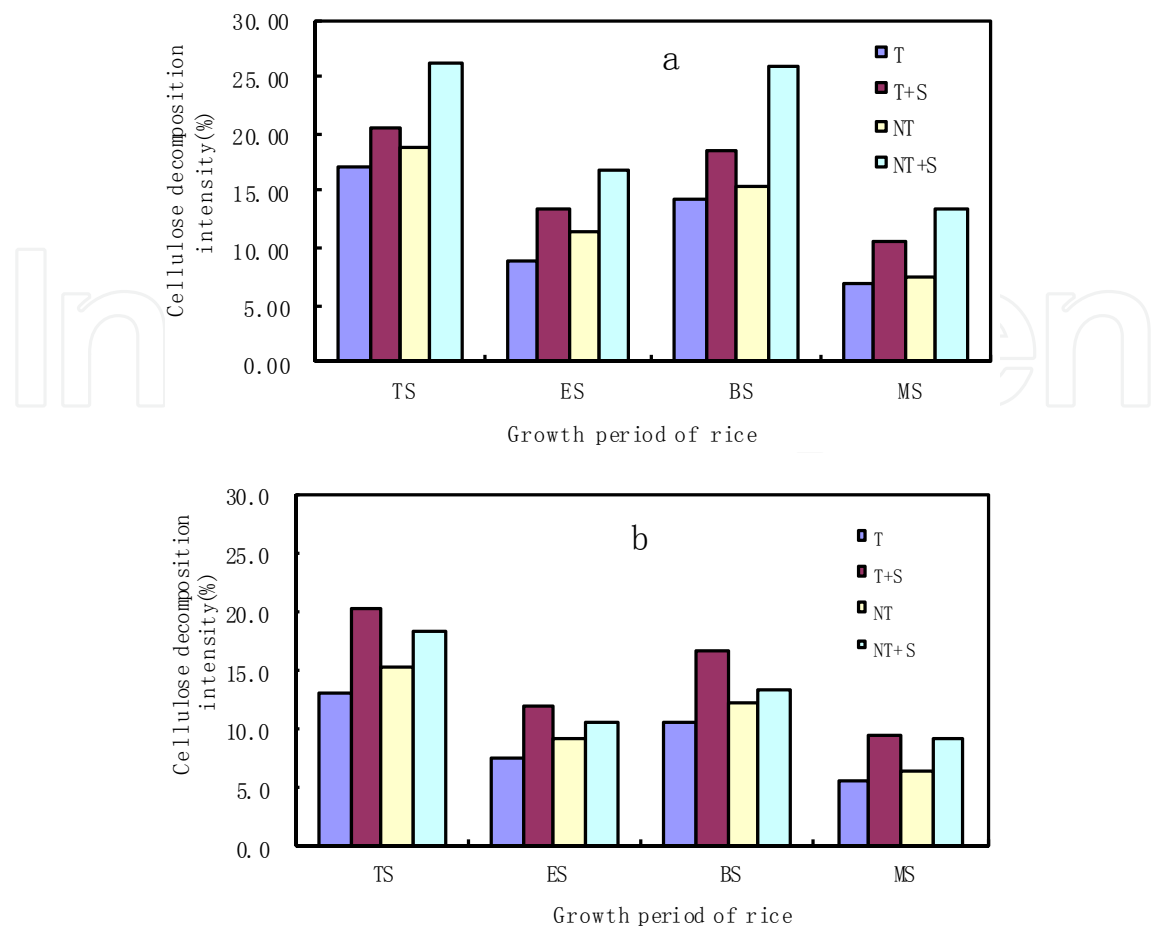 30.00
25.00
20.00
15.00
10.00
5.00
0.00
Cellulose decomposition
intensity(%)
a
T
T+S
NT
NT+S
TS ES BS MS
Growth period of rice
30.0
25.0
20.0
15.0
10.0
5.0
0.0
Cellulose decomposition
intensity(%)
b
T
T+S
NT
NT+S
TS ES BS MS
Growth period of rice
In
en